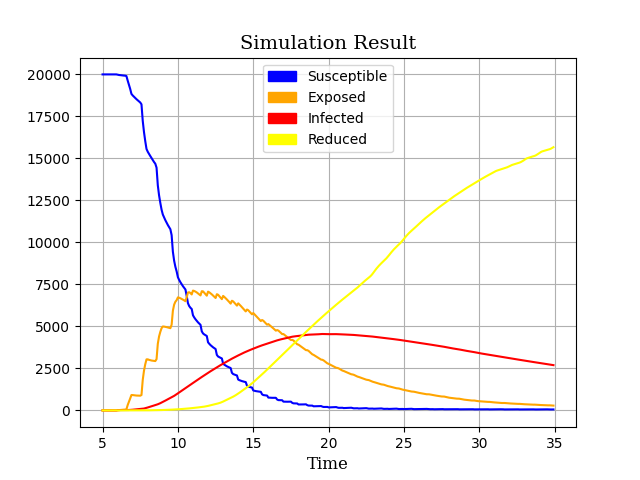 Simulation Result
20000
17500
15000
12500
10000
7500
5000
2500
0
Susceptible
Exposed
Infected
Reduced
5 10 15 20 25 30 35
Time